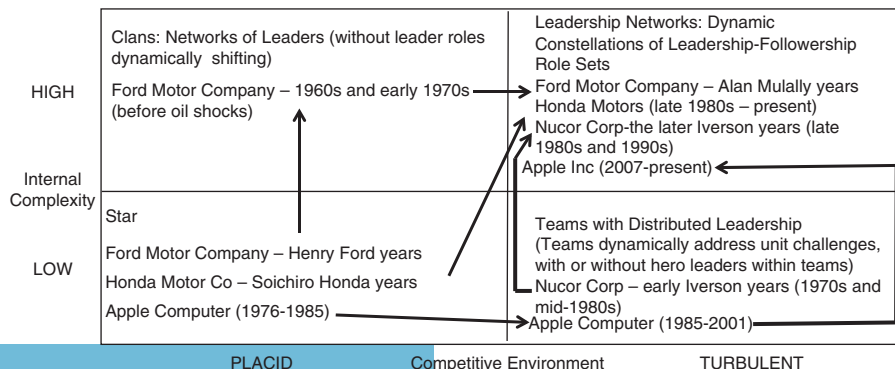 Clans: Networks of Leaders (without leader roles
dynamically shifting)
Ford Motor Company – 1960s and early 1970s
(before oil shocks)
Leadership Networks: Dynamic
Constellations of Leadership-Followership
Role Sets
Ford Motor Company – Alan Mulally years
Honda Motors (late 1980s – present)
Nucor Corp-the later Iverson years (late
1980s and 1990s)
Apple Inc (2007-present)
HIGH
Internal
Complexity
LOW
Star
Ford Motor Company – Henry Ford years
Honda Motor Co – Soichiro Honda years
Apple Computer (1976-1985)
Teams with Distributed Leadership
(Teams dynamically address unit challenges,
with or without hero leaders within teams)
Nucor Corp – early Iverson years (1970s and
mid-1980s)
Apple Computer (1985-2001)
PLACID
Competitive Environment
TURBULENT